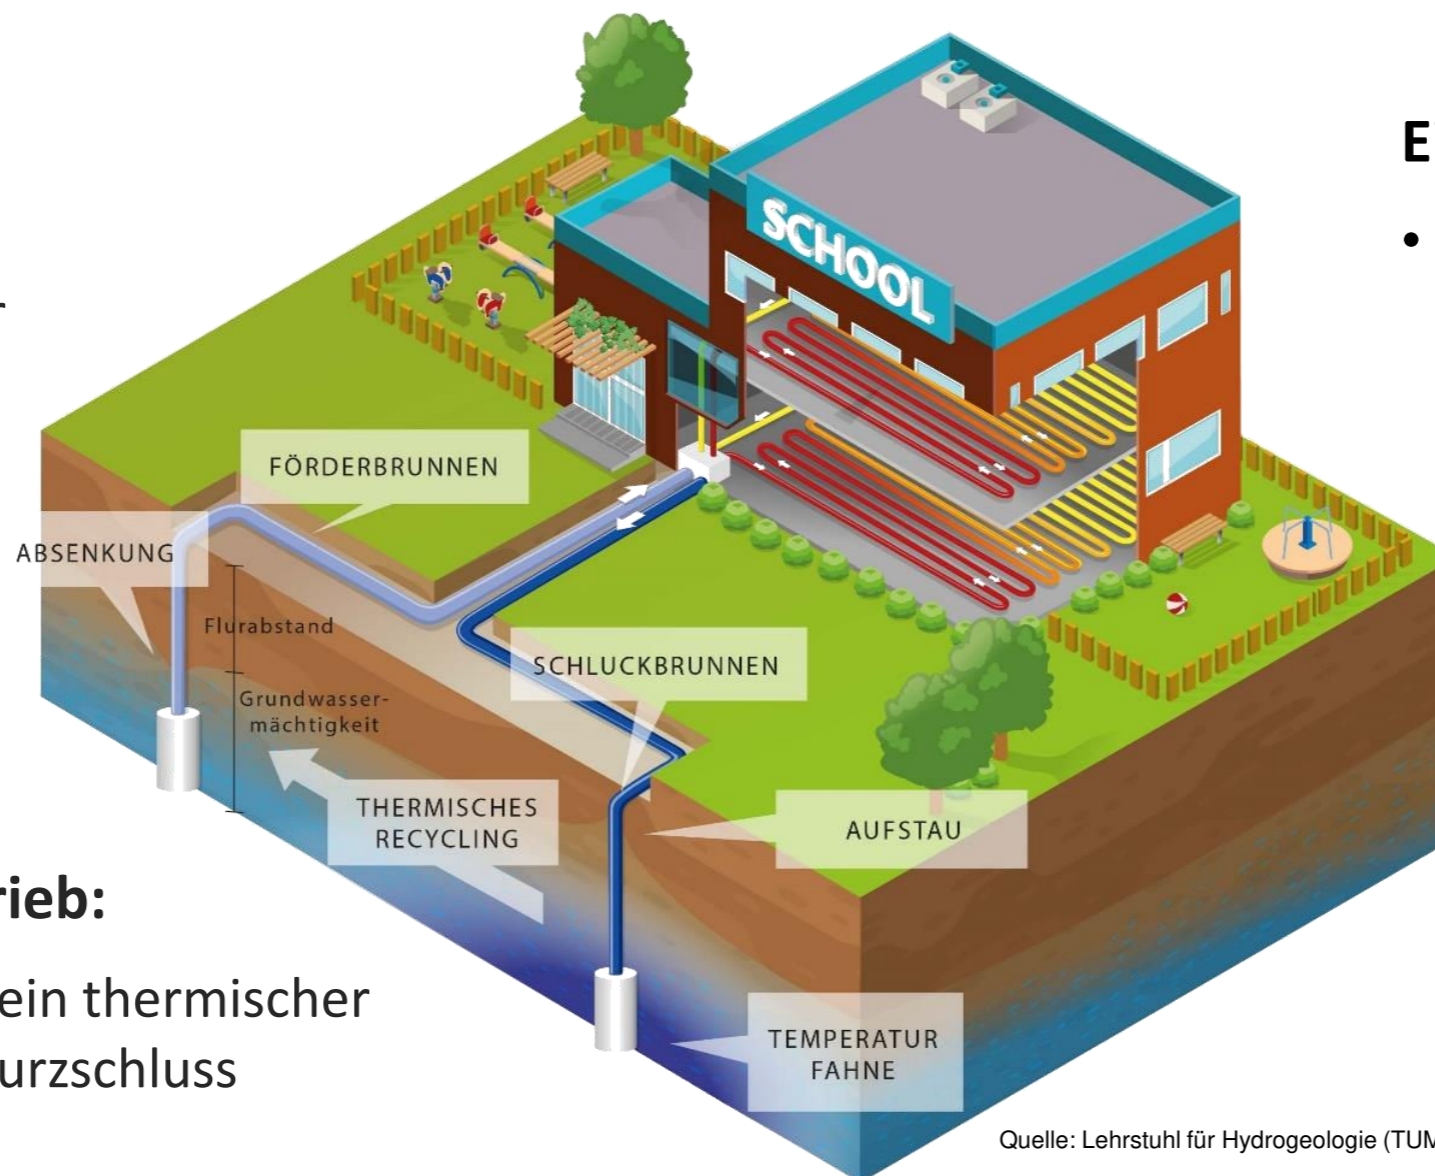 E
•
r
SCHOOL
FÖRDERBRUNNEN
ABSENKUNG
Flurabstand
SCHLUCKBRUNNEN
Grundwasser-
mächtigkeit
THERMISCHES
RECYCLING
AUFSTAU
rieb:
ein thermischer
urzschluss
TEMPERATUR
FAHNE
Quelle: Lehrstuhl für Hydrogeologie (TUM